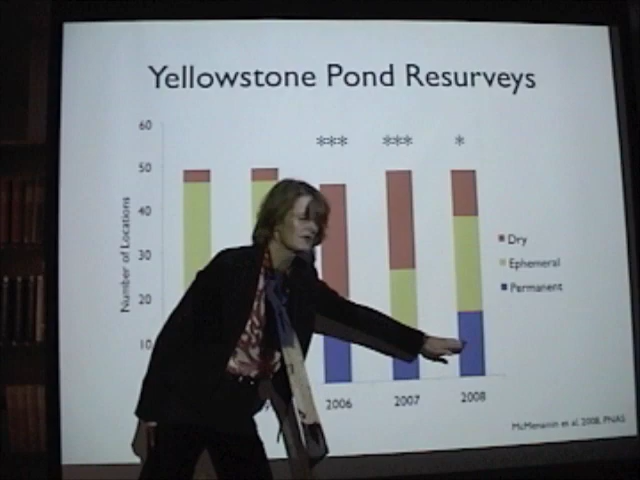 Yellowstone Pond Resurveys
60
***
***
*
50
40
30
20
10
Number of Locations
Dry
Ephemeral
Permanent
2006
2007
2008
McMenamin et al. 2008, PNAS